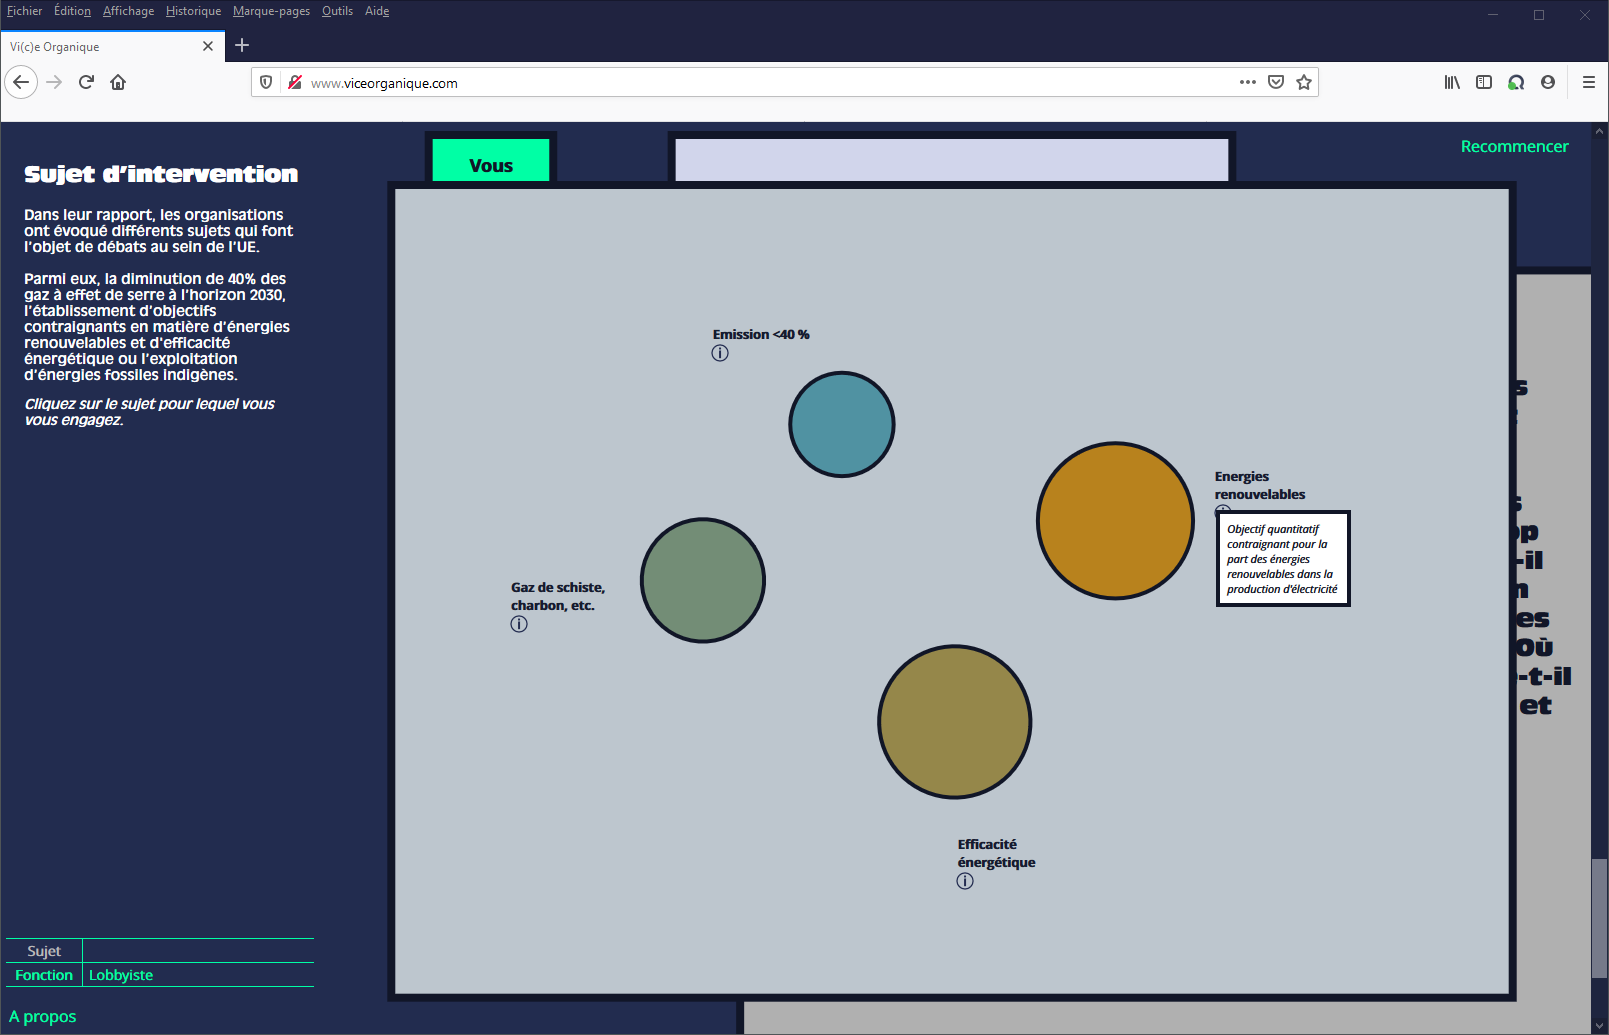 Fichier Édition Affichage Historique Marque-pages Outils Aide
Vi(c)e Organique
www.viceorganique.com
Sujet d'intervention
Dans leur rapport, les organisations
ont évoqué différents sujets qui font
l'objet de débats au sein de l'UE.
Parmi eux, la diminution de 40% des
gaz à effet de serre à l'horizon 2030,
l'établissement d'objectifs
contraignants en matière d'énergies
renouvelables et d'efficacité
énergétique ou l'exploitation
d'énergies fossiles indigènes.
Cliquez sur le sujet pour lequel vous
vous engagez.
Vous
Recommencer
Emission <40 %
Energies
renouvelables
Objectif quantitatif
contraignant pour la
part des énergies
renouvelables dans la
production d'électricité
Gaz de schiste,
charbon, etc.
Efficacité
énergétique
-il
es
Où
-t-il
et
Sujet
Fonction Lobbyiste
A propos